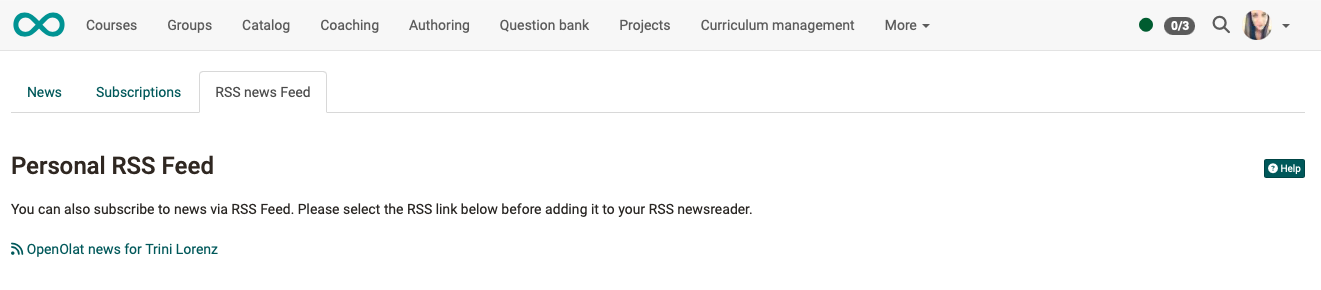 Courses Groups Catalog Coaching Authoring Question bank Projects Curriculum management More 0/3
News Subscriptions RSS news Feed
Personal RSS Feed
Help
You can also subscribe to news via RSS Feed. Please select the RSS link below before adding it to your RSS newsreader.
OpenOlat news for Trini Lorenz